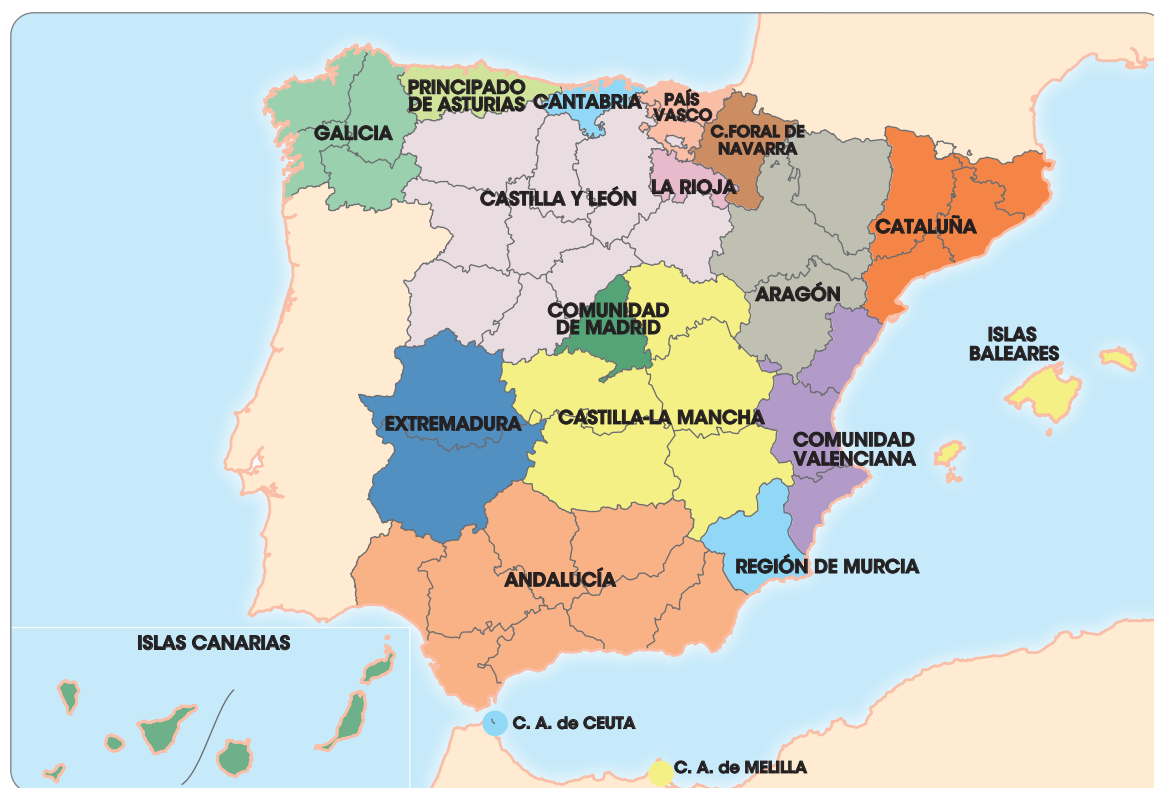 PRINCIPADO
DE ASTURIAS
CANTABRIA
PAÍS
VASCO
GALICIA
C.FORAL DE
NAVARRA
LA RIOJA
CASTILLA Y LEÓN
CATALUÑA
ARAGÓN
COMUNIDAD
DE MADRID
ISLAS
BALEARES
EXTREMADURA
CASTILLA-LA MANCHA
COMUNIDAD
VALENCIANA
REGIÓN DE MURCIA
ANDALUCÍA
ISLAS CANARIAS
C. A. de CEUTA
C. A. de MELILLA